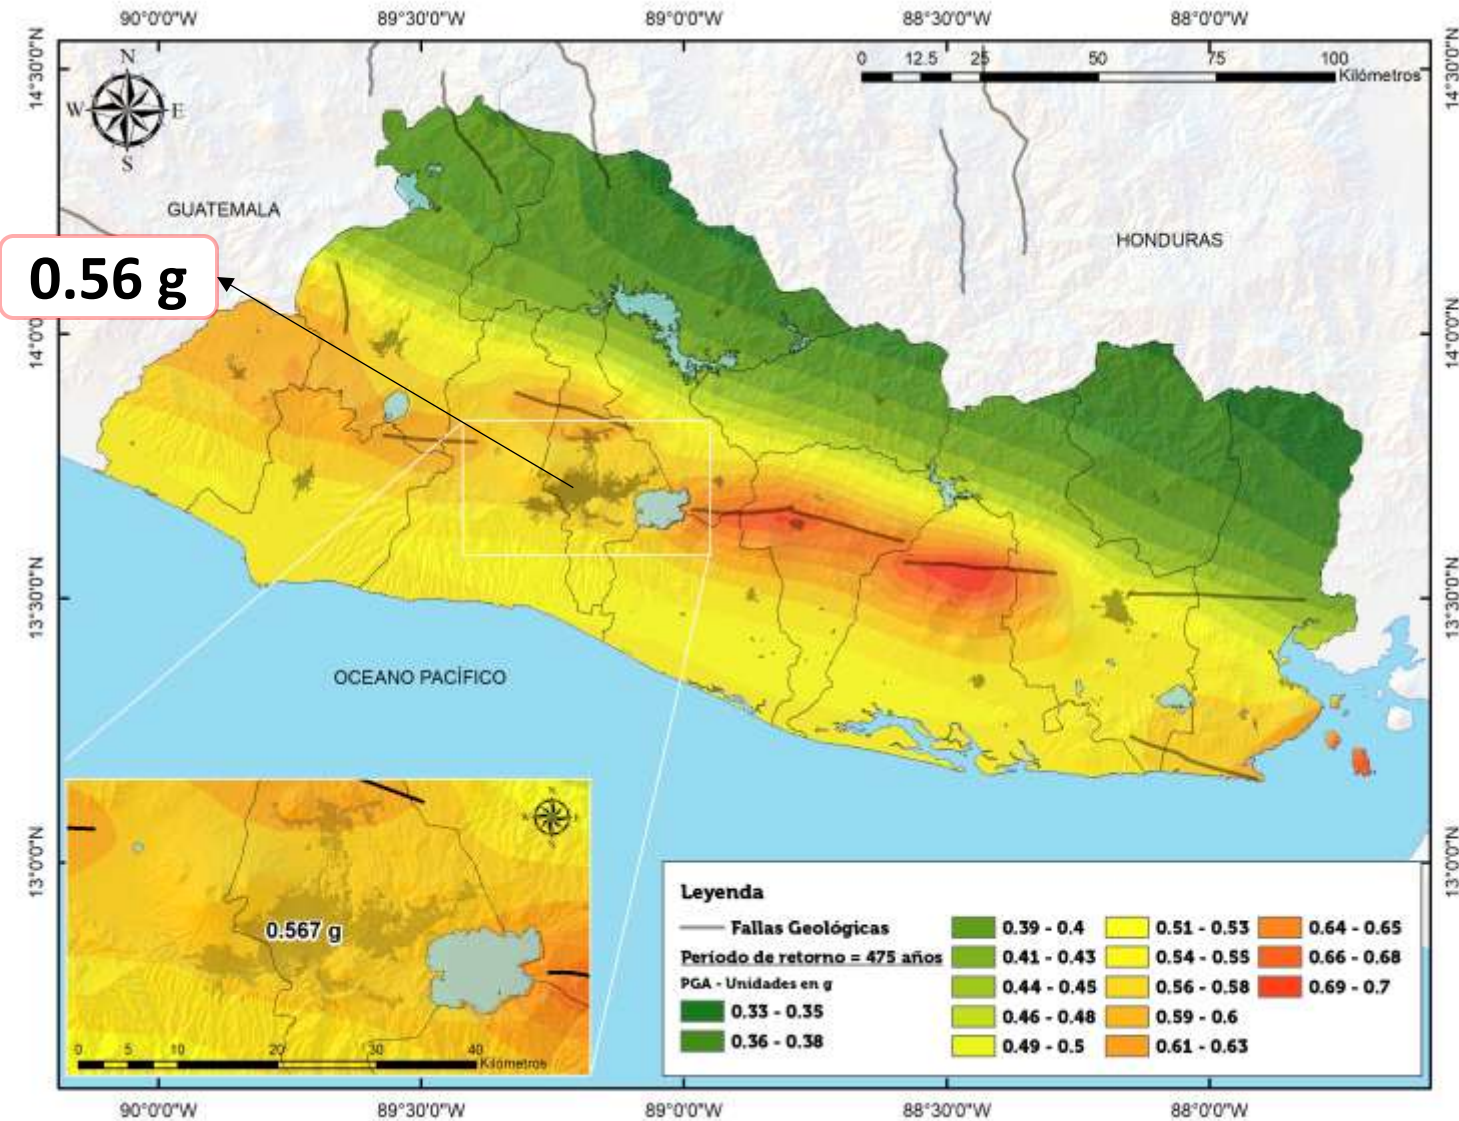 90°0'0"W 89°30'0"W 89°0'0"W 88°30'0"W 88°0'0"W
14°30'0"N
14°30'0"N
N
W E
S
0 12.5 25 50 75 100
Kilómetros
GUATEMALA
HONDURAS
0.56 g
14°0'0"N
14°0'0"N
13°30'0"N
13°30'0"N
OCEANO PACÍFICO
13°0'0"N
13°0'0"N
0.567 g
0 5 10 20 30 40
Kilómetros
Leyenda
Fallas Geológicas
Período de retorno = 475 años
PGA - Unidades en g
0.33 - 0.35
0.36 - 0.38
0.39 - 0.4
0.41 - 0.43
0.44 - 0.45
0.46 - 0.48
0.49 - 0.5
0.51 - 0.53
0.54 - 0.55
0.56 - 0.58
0.59 - 0.6
0.61 - 0.63
0.64 - 0.65
0.66 - 0.68
0.69 - 0.7
90°0'0"W 89°30'0"W 89°0'0"W 88°30'0"W 88°0'0"W